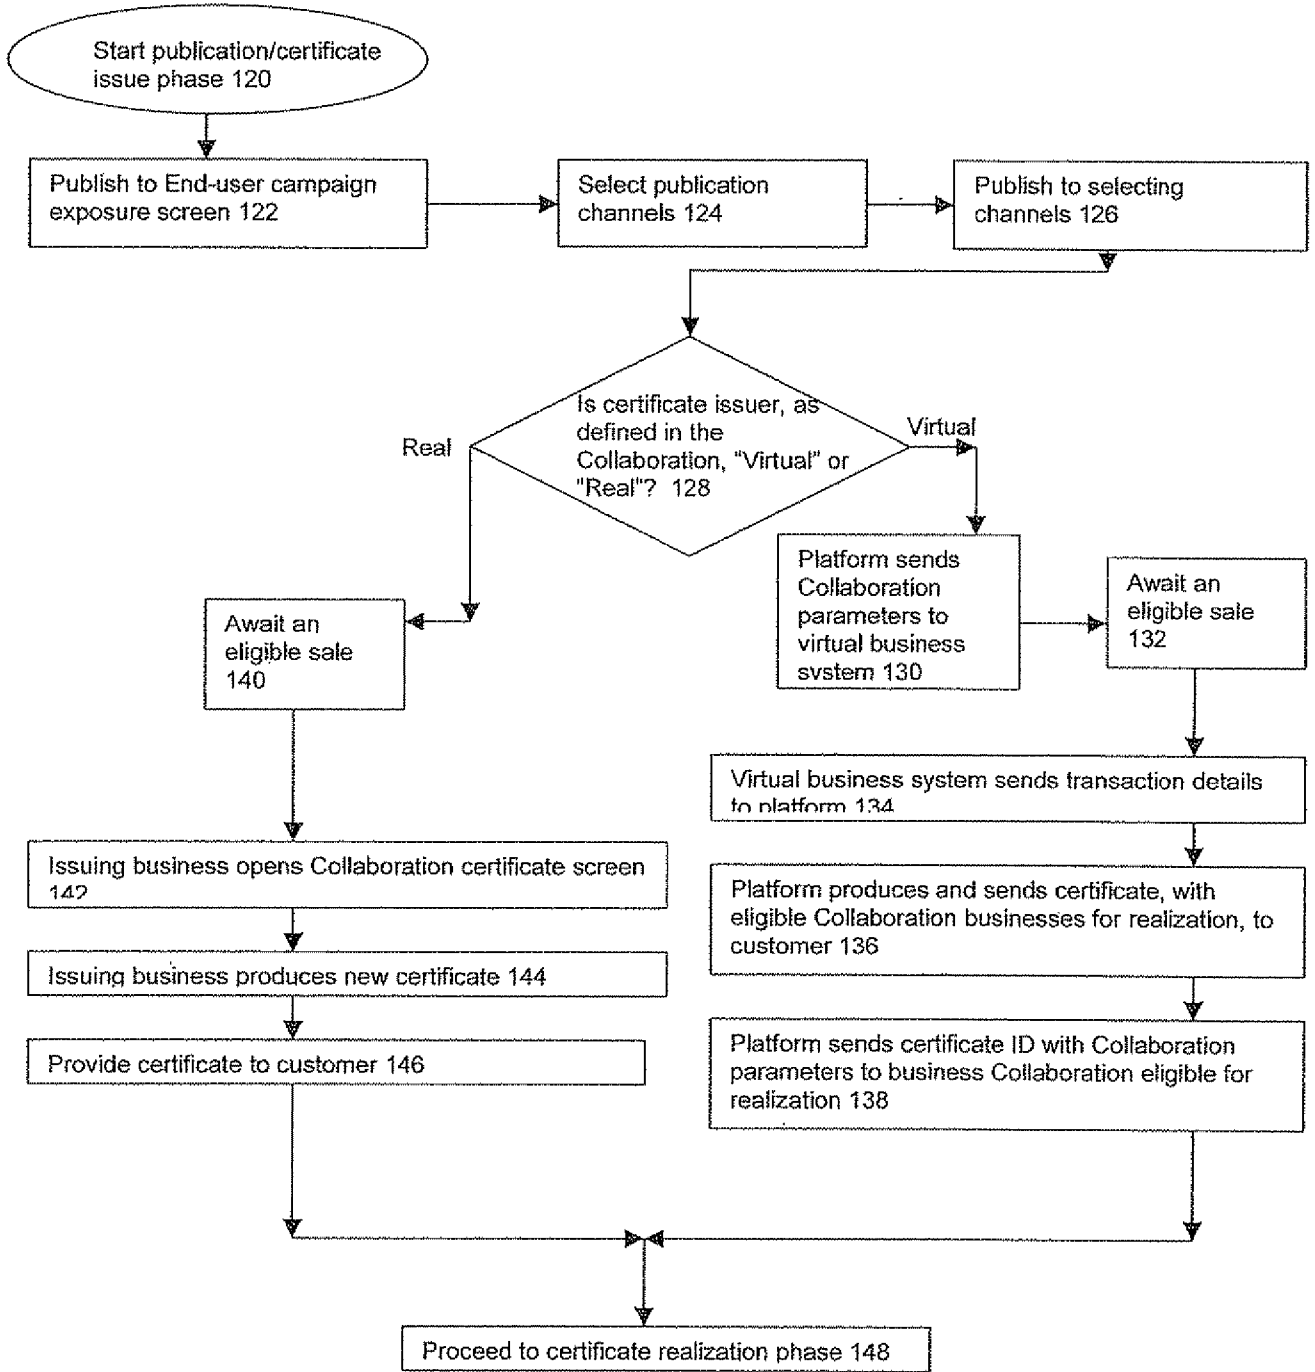 Start publication/certificate
issue phase 120
Publish to End-user campaign
exposure screen 122
Select publication
channels 124
Publish to selecting
channels 126
Is certificate issuer, as
defined in the
Collaboration, "Virtual" or
"Real"? 128
Real
Virtual
Platform sends
Collaboration
parameters to
virtual business
system 130
Await an
eligible sale
132
Await an
eligible sale
140
Virtual business system sends transaction details
to platform 134
Issuing business opens Collaboration certificate screen
142
Platform produces and sends certificate, with
eligible Collaboration businesses for realization, to
customer 136
Issuing business produces new certificate 144
Platform sends certificate ID with Collaboration
parameters to business Collaboration eligible for
realization 138
Provide certificate to customer 146
Proceed to certificate realization phase 148